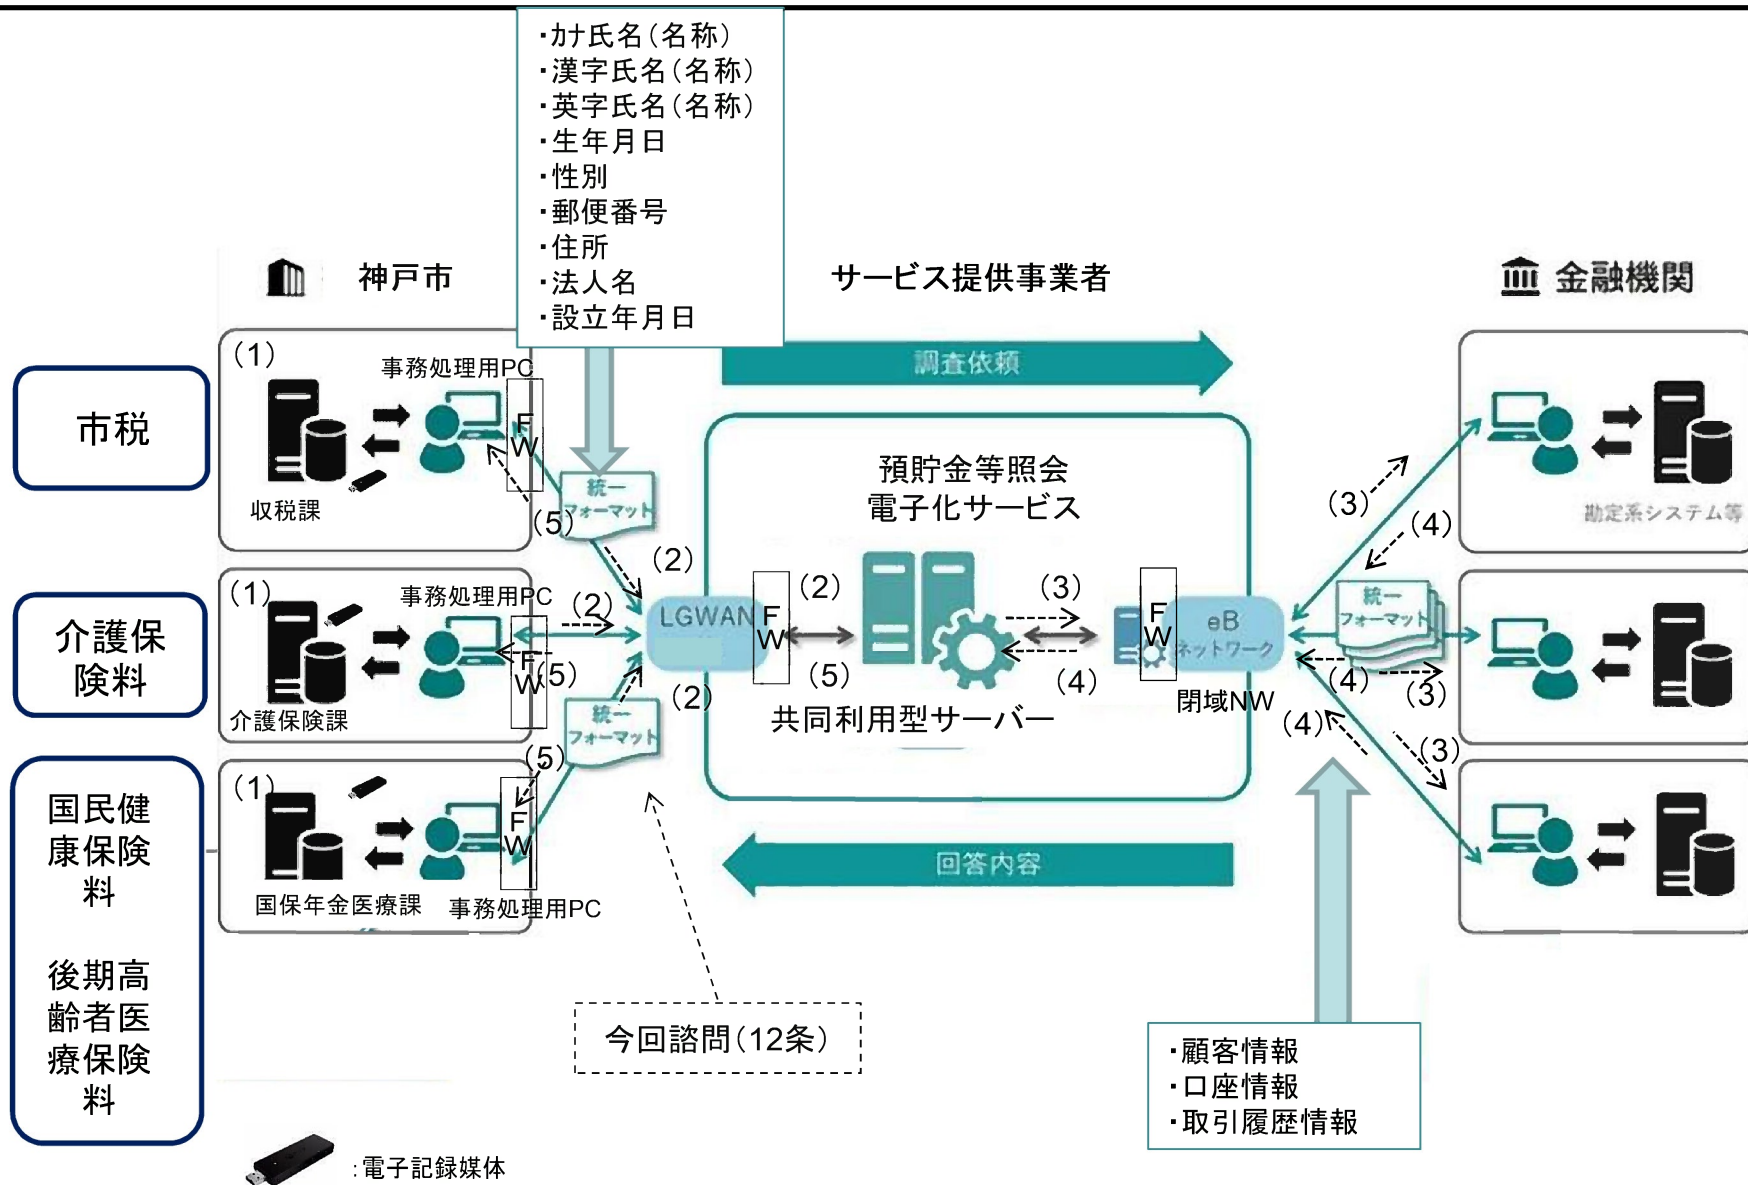 ・カナ氏名(名称)
・漢字氏名(名称)
・英字氏名(名称)
・生年月日
・性別
・郵便番号
・住所
・法人名
・設立年月日
神戸市
サービス提供事業者
金融機関
調査依頼
市税
(1)
事務処理用PC
FW
収税課
(5)
統一
フォーマット
(2)
介護保
険料
(1)
事務処理用PC
(2)
FW
(5)
介護保険課
統一
フォーマット
(2)
国民健
康保険
料
後期高
齢者医
療保険
料
(1)
(5)
FW
国保年金医療課
事務処理用PC
預貯金等照会
電子化サービス
LGWAN
FW
(2)
(5)
(3)
(4)
FW
eB
ネットワーク
共同利用型サーバー
閉域NW
(3)
(4)
勘定系システム等
統一
フォーマット
(4)
(3)
(4)
(3)
回答内容
今回諮問(12条)
・顧客情報
・口座情報
・取引履歴情報
:電子記録媒体